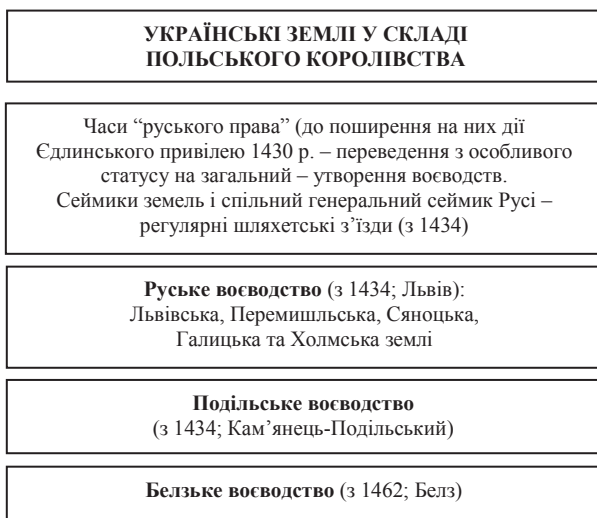 УКРАЇНСЬКІ ЗЕМЛІ У СКЛАДІ
ПОЛЬСЬКОГО КОРОЛІВСТВА
Часи “руського права” (до поширення на них дії
Єдлинського привілею 1430 р. – переведення з особливого
статусу на загальний – утворення воєводств.
Сеймики земель і спільний генеральний сеймик Русі –
регулярні шляхетські з’їзди (з 1434)
Руське воєводство (з 1434; Львів):
Львівська, Перемишльська, Сяноцька,
Галицька та Холмська землі
Подільське воєводство
(з 1434; Кам’янець-Подільський)
Белзьке воєводство (з 1462; Белз)